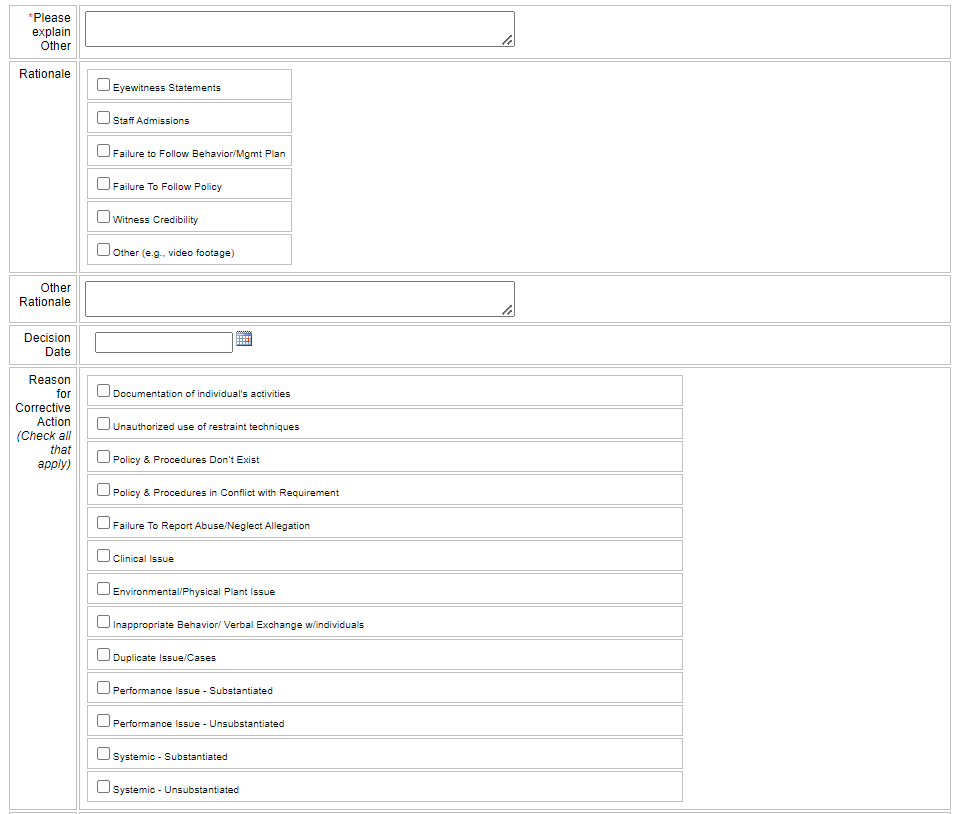 *Please
explain
Other
Rationale
Eyewitness Statements
Staff Admissions
Failure to Follow Behavior/Mgmt Plan
Failure To Follow Policy
Witness Credibility
Other (e.g., video footage)
Other
Rationale
Decision
Date
Reason
for
Corrective
Action
(Check all
that
apply)
Documentation of individual's activities
Unauthorized use of restraint techniques
Policy & Procedures Don't Exist
Policy & Procedures in Conflict with Requirement
Failure To Report Abuse/Neglect Allegation
Clinical Issue
Environmental/Physical Plant Issue
Inappropriate Behavior/ Verbal Exchange w/individuals
Duplicate Issue/Cases
Performance Issue - Substantiated
Performance Issue - Unsubstantiated
Systemic - Substantiated
Systemic - Unsubstantiated